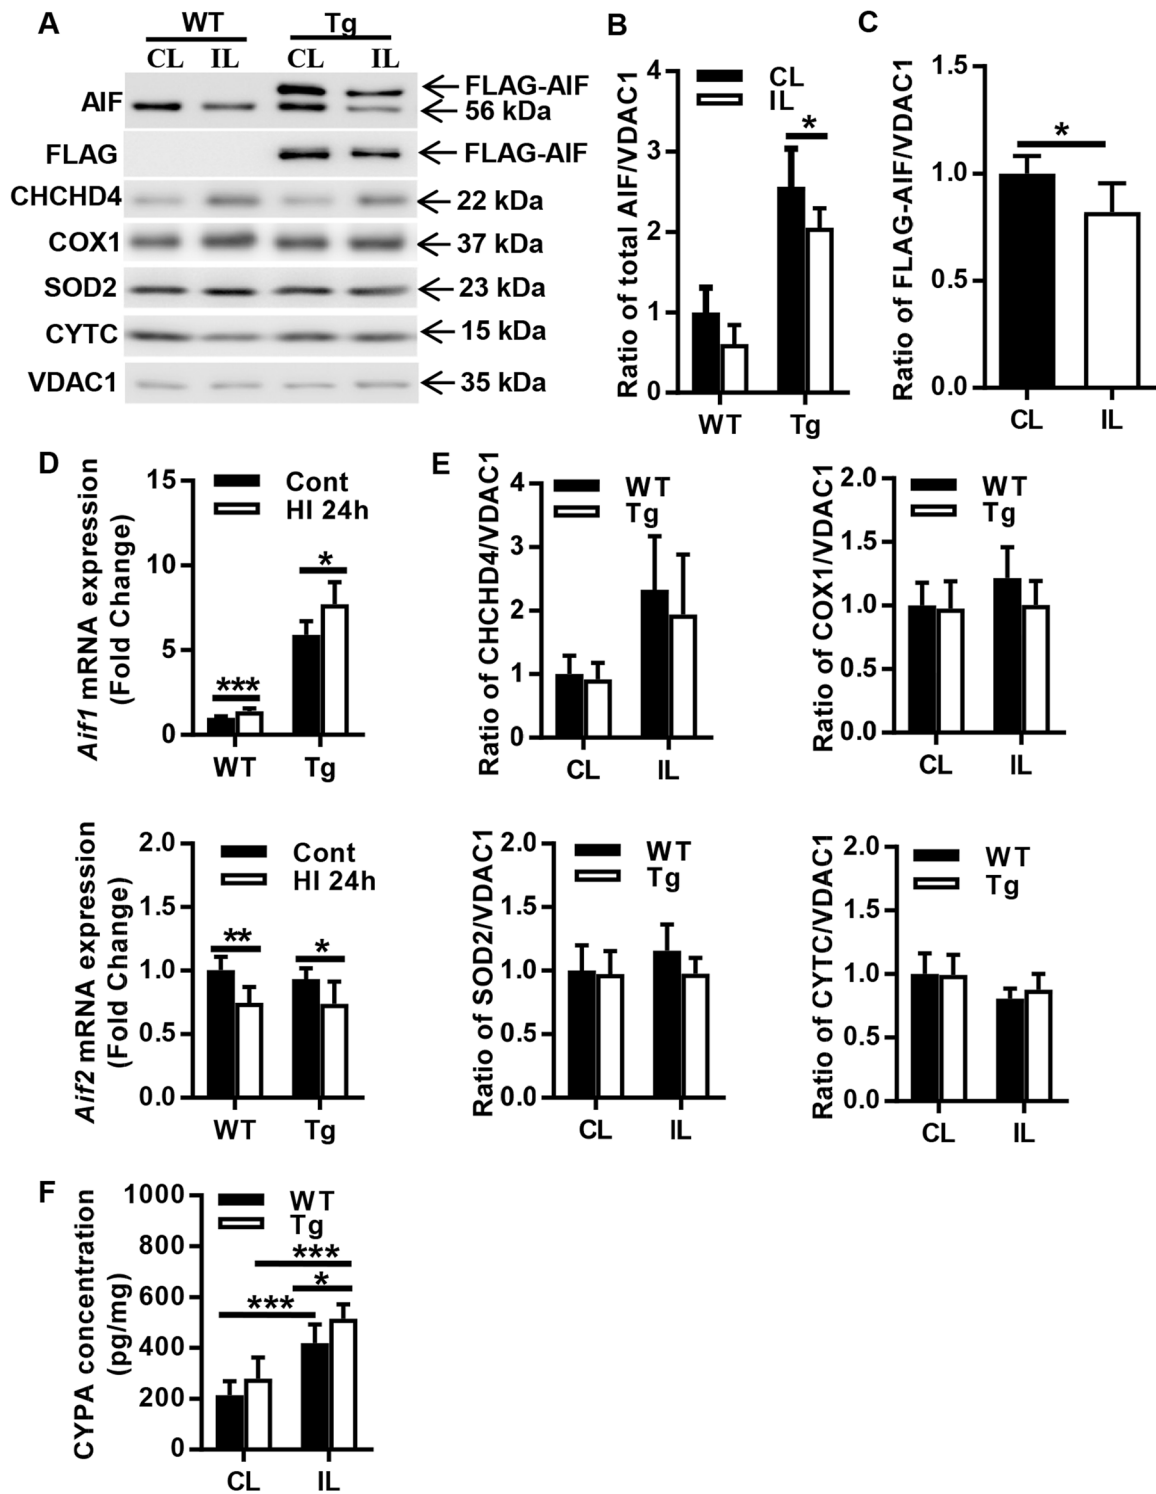 A
WT Tg
CL IL CL IL
AIF
FLAG-AIF
56 kDa
FLAG
FLAG-AIF
CHCHD4
22 kDa
COX1
37 kDa
SOD2
23 kDa
CYTC
15 kDa
VDAC1
35 kDa
B
Ratio of total AIF/VDAC1
4
3
2
1
0
CL
IL
*
WT Tg
C
Ratio of FLAG-AIF/VDAC1
1.5
1.0
0.5
0.0
*
CL IL
D
Aif1 mRNA expression
(Fold Change)
15
10
5
0
Cont
HI 24h
***
*
WT Tg
Aif2 mRNA expression
(Fold Change)
2.0
1.5
1.0
0.5
0.0
Cont
HI 24h
**
*
WT Tg
E
Ratio of CHCHD4/VDAC1
4
3
2
1
0
WT
Tg
CL IL
Ratio of COX1/VDAC1
2.0
1.5
1.0
0.5
0.0
WT
Tg
CL IL
Ratio of SOD2/VDAC1
2.0
1.5
1.0
0.5
0.0
WT
Tg
CL IL
Ratio of CYTC/VDAC1
2.0
1.5
1.0
0.5
0.0
WT
Tg
CL IL
F
CYPA concentration
(pg/mg)
1000
800
600
400
200
0
WT
Tg
***
*
***
CL IL